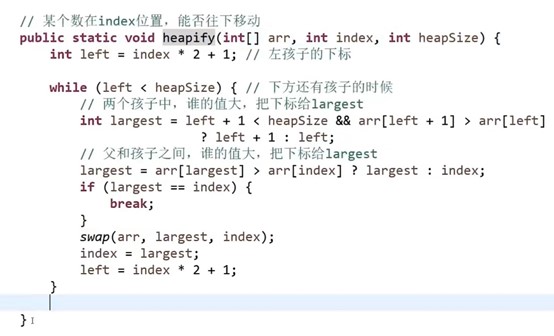 // 某个数在index位置，能否往下移动
public static void heapify(int[] arr, int index, int heapSize) {
    int left = index * 2 + 1; // 左孩子的下标
    while (left < heapSize) { // 下方还有孩子的时候
        // 两个孩子中，谁的值大，把下标给largest
        int largest = left + 1 < heapSize && arr[left + 1] > arr[left]
                ? left + 1 : left;
        // 父和孩子之间，谁的值大，把下标给largest
        largest = arr[largest] > arr[index] ? largest : index;
        if (largest == index) {
            break;
        }
        swap(arr, largest, index);
        index = largest;
        left = index * 2 + 1;
    }
}